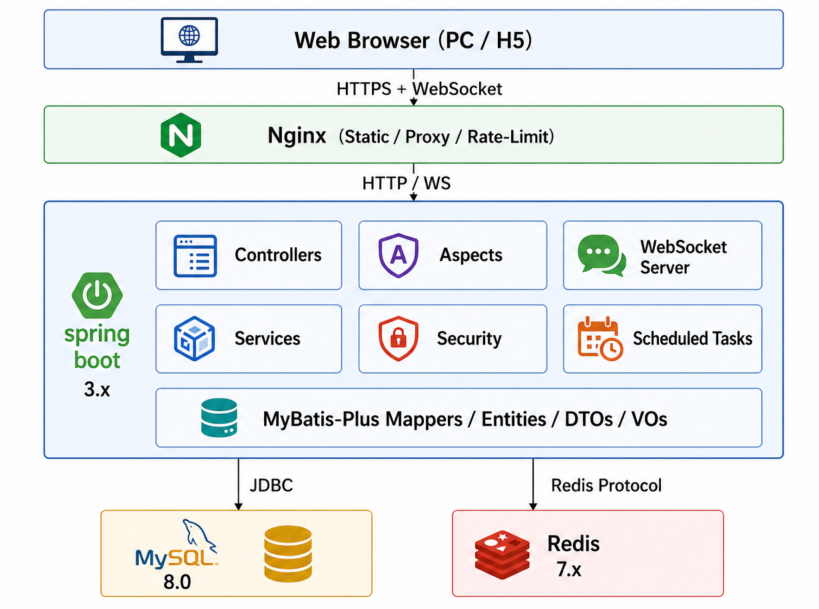 Web Browser (PC / H5)
HTTPS + WebSocket
N
Nginx (Static / Proxy / Rate-Limit)
HTTP / WS
spring
boot
3.x
Controllers
A
Aspects
WebSocket
Server
Services
Security
Scheduled Tasks
MyBatis-Plus Mappers / Entities / DTOs / VOs
JDBC
Redis Protocol
MySQL
8.0
Redis
7.x